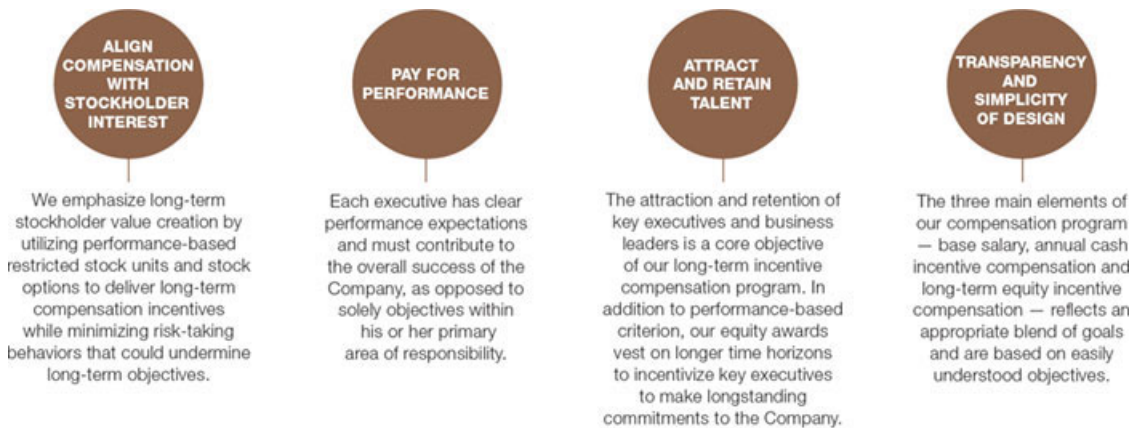 ALIGN
COMPENSATION
WITH
STOCKHOLDER
INTEREST
We emphasize long-term
stockholder value creation by
utilizing performance-based
restricted stock units and stock
options to deliver long-term
compensation incentives
while minimizing risk-taking
behaviors that could undermine
long-term objectives.
PAY FOR
PERFORMANCE
Each executive has clear
performance expectations
and must contribute to
the overall success of the
Company, as opposed to
solely objectives within
his or her primary
area of responsibility.
ATTRACT
AND RETAIN
TALENT
The attraction and retention of
key executives and business
leaders is a core objective
of our long-term incentive
compensation program. In
addition to performance-based
criterion, our equity awards
vest on longer time horizons
to incentivize key executives
to make longstanding
commitments to the Company.
TRANSPARENCY
AND
SIMPLICITY
OF DESIGN
The three main elements of
our compensation program
— base salary, annual cash
incentive compensation and
long-term equity incentive
compensation — reflects an
appropriate blend of goals
and are based on easily
understood objectives.